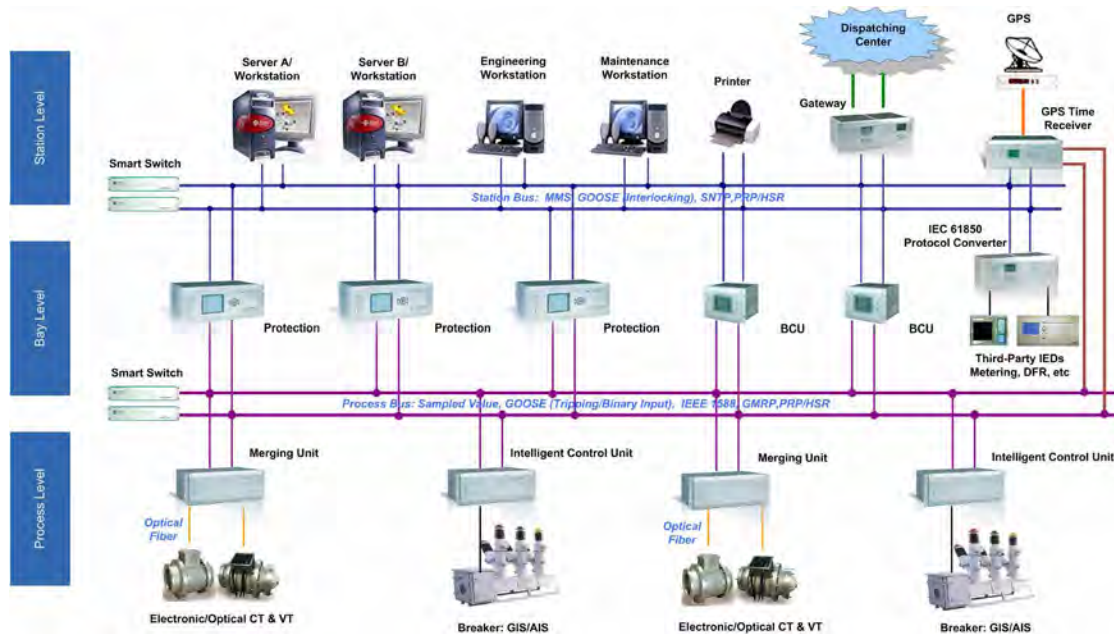 Station Level
Dispatching
Center
GPS
Server A/
Workstation
Server B/
Workstation
Engineering
Workstation
Maintenance
Workstation
Printer
Gateway
GPS Time
Receiver
Smart Switch
Station Bus: MMS, GOOSE (Interlocking), SNTP,PRP/HSR
Bay Level
IEC 61850
Protocol Converter
Protection
Protection
Protection
BCU
BCU
Third-Party IEDs
Metering, DFR, etc
Smart Switch
Process Bus: Sampled Value, GOOSE (Tripping/Binary Input), IEEE 1588, GMRP,PRP/HSR
Process Level
Merging Unit
Intelligent Control Unit
Merging Unit
Intelligent Control Unit
Optical
Fiber
Optical
Fiber
Electronic/Optical CT & VT
Breaker: GIS/AIS
Electronic/Optical CT & VT
Breaker: GIS/AIS